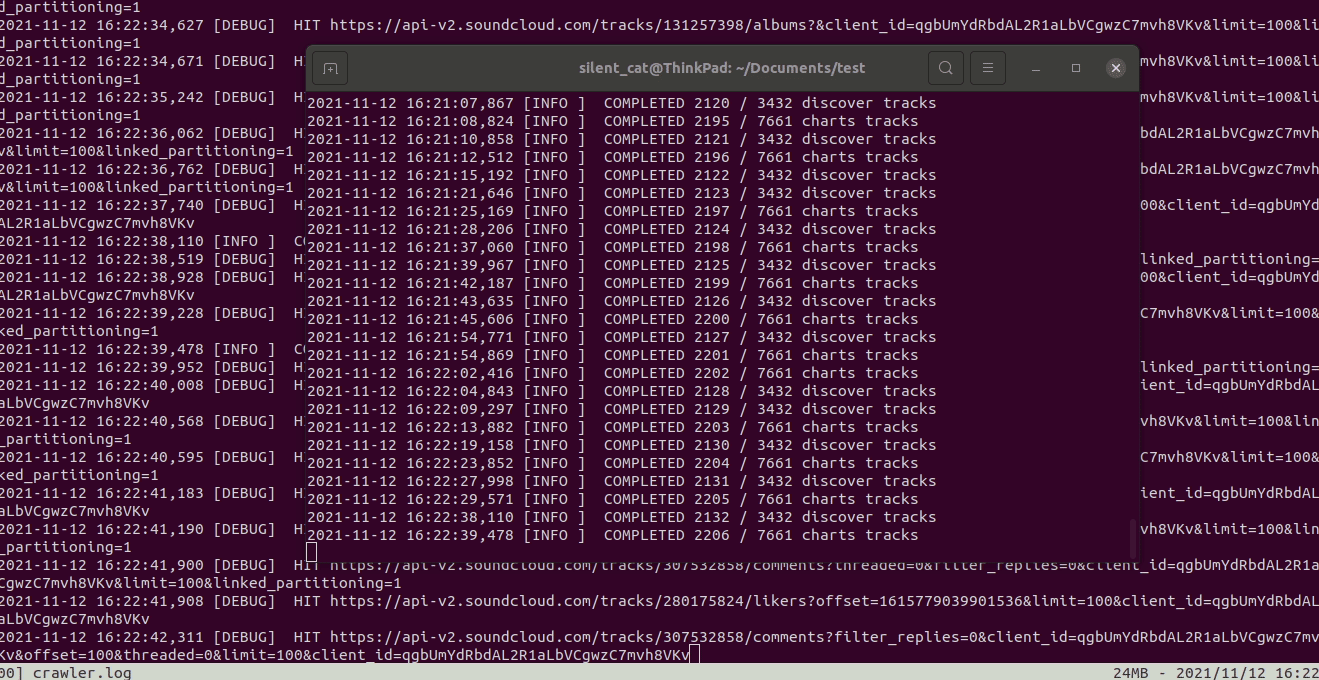 d_partitioning=1
2021-11-12 16:22:34,627 [DEBUG]  HIT https://api-v2.soundcloud.com/tracks/131257398/albums?&client_id=qgbUmYdRbdAL2R1aLbVCgwzC7mvh8VKv&limit=100&li
d_partitioning=1
2021-11-12 16:22:34,671 [DEBUG]  H mvh8VKv&limit=100&li
d_partitioning=1
2021-11-12 16:22:35,242 [DEBUG]  H mvh8VKv&limit=100&li
d_partitioning=1
2021-11-12 16:22:36,062 [DEBUG]  H bdAL2R1aLbVCgwzC7mvh
v&limit=100&linked_partitioning=1
2021-11-12 16:22:36,762 [DEBUG]  H bdAL2R1aLbVCgwzC7mvh
v&limit=100&linked_partitioning=1
2021-11-12 16:22:37,740 [DEBUG]  H 00&client_id=qgbUmYd
AL2R1aLbVCgwzC7mvh8VKv
2021-11-12 16:22:38,110 [INFO ]  C
2021-11-12 16:22:38,519 [DEBUG]  H linked_partitioning=
2021-11-12 16:22:38,928 [DEBUG]  H 00&client_id=qgbUmYd
AL2R1aLbVCgwzC7mvh8VKv
2021-11-12 16:22:39,228 [DEBUG]  H C7mvh8VKv&limit=100&
ked_partitioning=1
2021-11-12 16:22:39,478 [INFO ]  C
2021-11-12 16:22:39,952 [DEBUG]  H linked_partitioning=
2021-11-12 16:22:40,008 [DEBUG]  H ient_id=qgbUmYdRbdAL
aLbVCgwzC7mvh8VKv
2021-11-12 16:22:40,568 [DEBUG]  H vh8VKv&limit=100&lin
_partitioning=1
2021-11-12 16:22:40,595 [DEBUG]  H C7mvh8VKv&limit=100&
ked_partitioning=1
2021-11-12 16:22:41,183 [DEBUG]  H ient_id=qgbUmYdRbdAL
aLbVCgwzC7mvh8VKv
2021-11-12 16:22:41,190 [DEBUG]  H vh8VKv&limit=100&lin
_partitioning=1
2021-11-12 16:22:41,900 [DEBUG]  HIT https://api-v2.soundcloud.com/tracks/307532858/comments?threaded=0&filter_replies=0&client_id=qgbUmYdRbdAL2R1a
CgwzC7mvh8VKv&limit=100&linked_partitioning=1
2021-11-12 16:22:41,908 [DEBUG]  HIT https://api-v2.soundcloud.com/tracks/280175824/likers?offset=1615779039901536&limit=100&client_id=qgbUmYdRbdAL
aLbVCgwzC7mvh8VKv
2021-11-12 16:22:42,311 [DEBUG]  HIT https://api-v2.soundcloud.com/tracks/307532858/comments?filter_replies=0&client_id=qgbUmYdRbdAL2R1aLbVCgwzC7mv
Kv&offset=100&threaded=0&limit=100&client_id=qgbUmYdRbdAL2R1aLbVCgwzC7mvh8VKv
00] crawler.log 24MB - 2021/11/12 16:22
silent_cat@ThinkPad: ~/Documents/test
2021-11-12 16:21:07,867 [INFO ]  COMPLETED 2120 / 3432 discover tracks
2021-11-12 16:21:08,824 [INFO ]  COMPLETED 2195 / 7661 charts tracks
2021-11-12 16:21:10,858 [INFO ]  COMPLETED 2121 / 3432 discover tracks
2021-11-12 16:21:12,512 [INFO ]  COMPLETED 2196 / 7661 charts tracks
2021-11-12 16:21:15,192 [INFO ]  COMPLETED 2122 / 3432 discover tracks
2021-11-12 16:21:21,646 [INFO ]  COMPLETED 2123 / 3432 discover tracks
2021-11-12 16:21:25,169 [INFO ]  COMPLETED 2197 / 7661 charts tracks
2021-11-12 16:21:28,206 [INFO ]  COMPLETED 2124 / 3432 discover tracks
2021-11-12 16:21:37,060 [INFO ]  COMPLETED 2198 / 7661 charts tracks
2021-11-12 16:21:39,967 [INFO ]  COMPLETED 2125 / 3432 discover tracks
2021-11-12 16:21:42,187 [INFO ]  COMPLETED 2199 / 7661 charts tracks
2021-11-12 16:21:43,635 [INFO ]  COMPLETED 2126 / 3432 discover tracks
2021-11-12 16:21:45,606 [INFO ]  COMPLETED 2200 / 7661 charts tracks
2021-11-12 16:21:54,771 [INFO ]  COMPLETED 2127 / 3432 discover tracks
2021-11-12 16:21:54,869 [INFO ]  COMPLETED 2201 / 7661 charts tracks
2021-11-12 16:22:02,416 [INFO ]  COMPLETED 2202 / 7661 charts tracks
2021-11-12 16:22:04,843 [INFO ]  COMPLETED 2128 / 3432 discover tracks
2021-11-12 16:22:09,297 [INFO ]  COMPLETED 2129 / 3432 discover tracks
2021-11-12 16:22:13,882 [INFO ]  COMPLETED 2203 / 7661 charts tracks
2021-11-12 16:22:19,158 [INFO ]  COMPLETED 2130 / 3432 discover tracks
2021-11-12 16:22:23,852 [INFO ]  COMPLETED 2204 / 7661 charts tracks
2021-11-12 16:22:27,998 [INFO ]  COMPLETED 2131 / 3432 discover tracks
2021-11-12 16:22:29,571 [INFO ]  COMPLETED 2205 / 7661 charts tracks
2021-11-12 16:22:38,110 [INFO ]  COMPLETED 2132 / 3432 discover tracks
2021-11-12 16:22:39,478 [INFO ]  COMPLETED 2206 / 7661 charts tracks